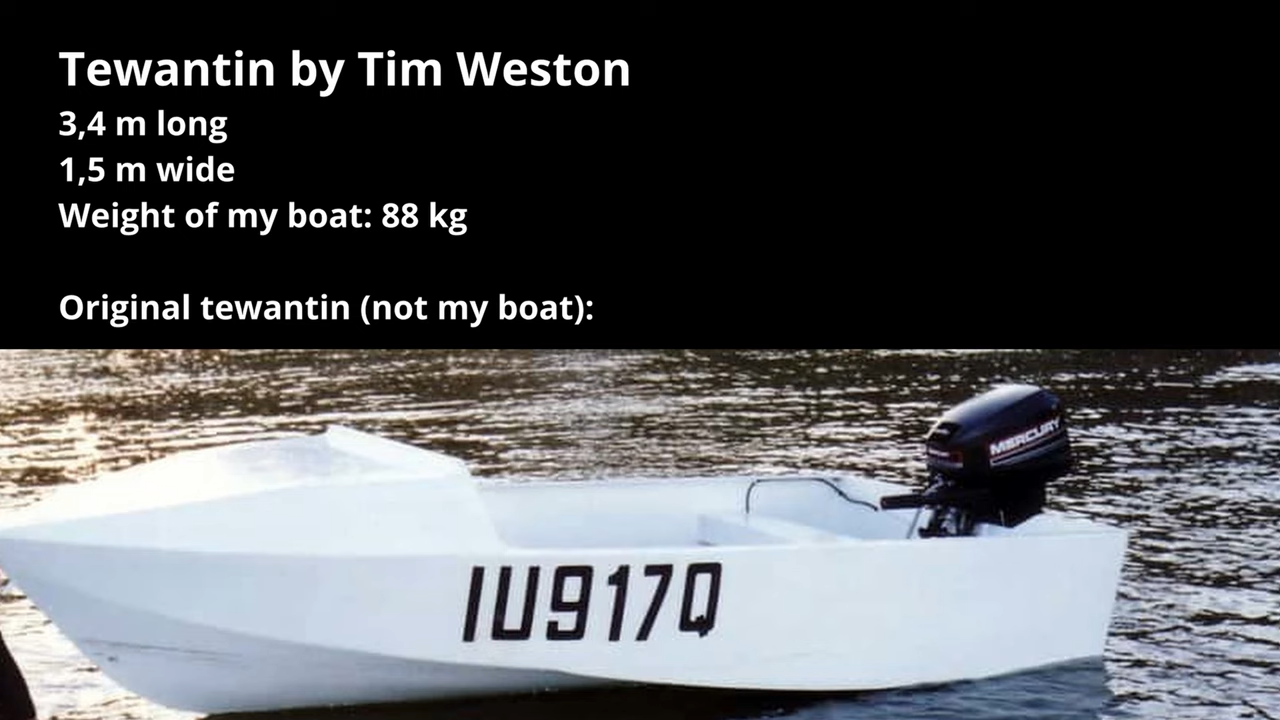 Tewantin by Tim Weston
3,4 m long
1,5 m wide
Weight of my boat: 88 kg
Original tewantin (not my boat):
MERCURY
IU917Q